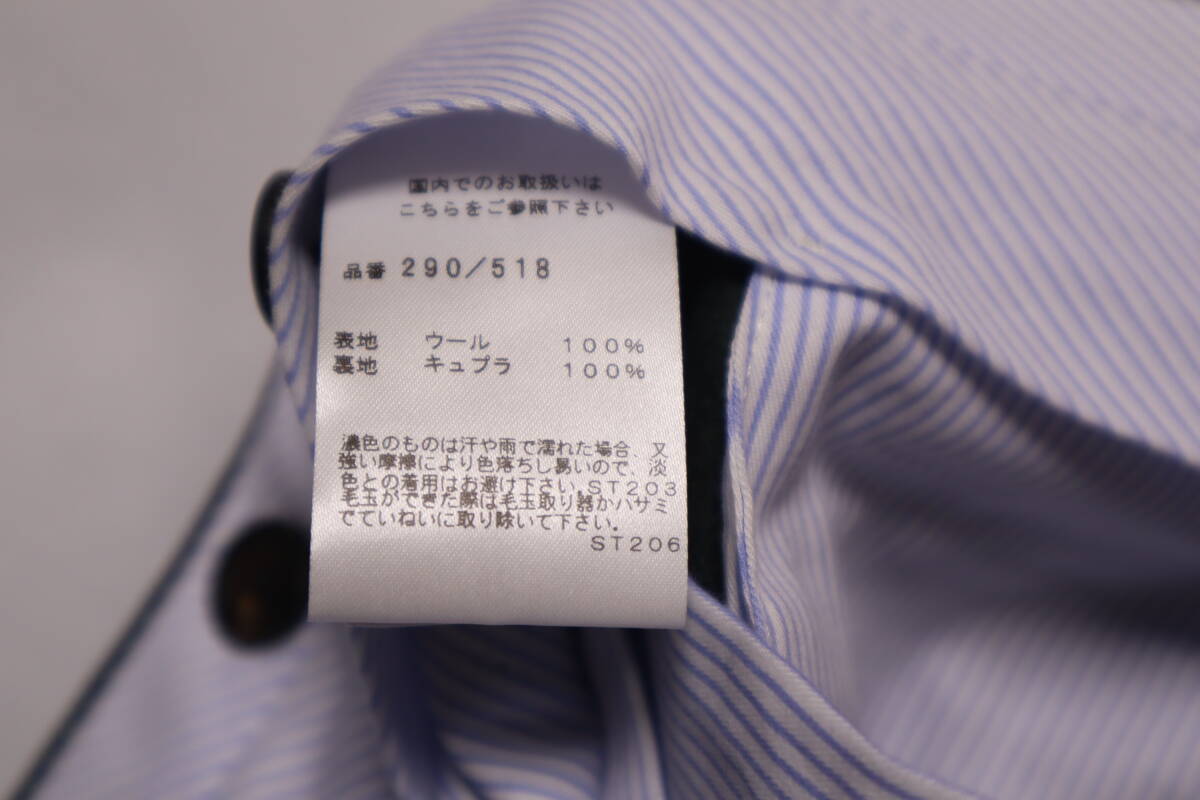 国内でのお取扱いは
こちらをご参照下さい
品番 290/518
表地 ウール 100%
裏地 キュプラ 100%
濃色のものは汗や雨で濡れた場合、又
強い摩擦により色落ちし易いので、淡
色との着用はお避け下さい。ST203
毛玉ができた際は毛玉取り器かハサミ
でていねいに取り除いて下さい。
ST206